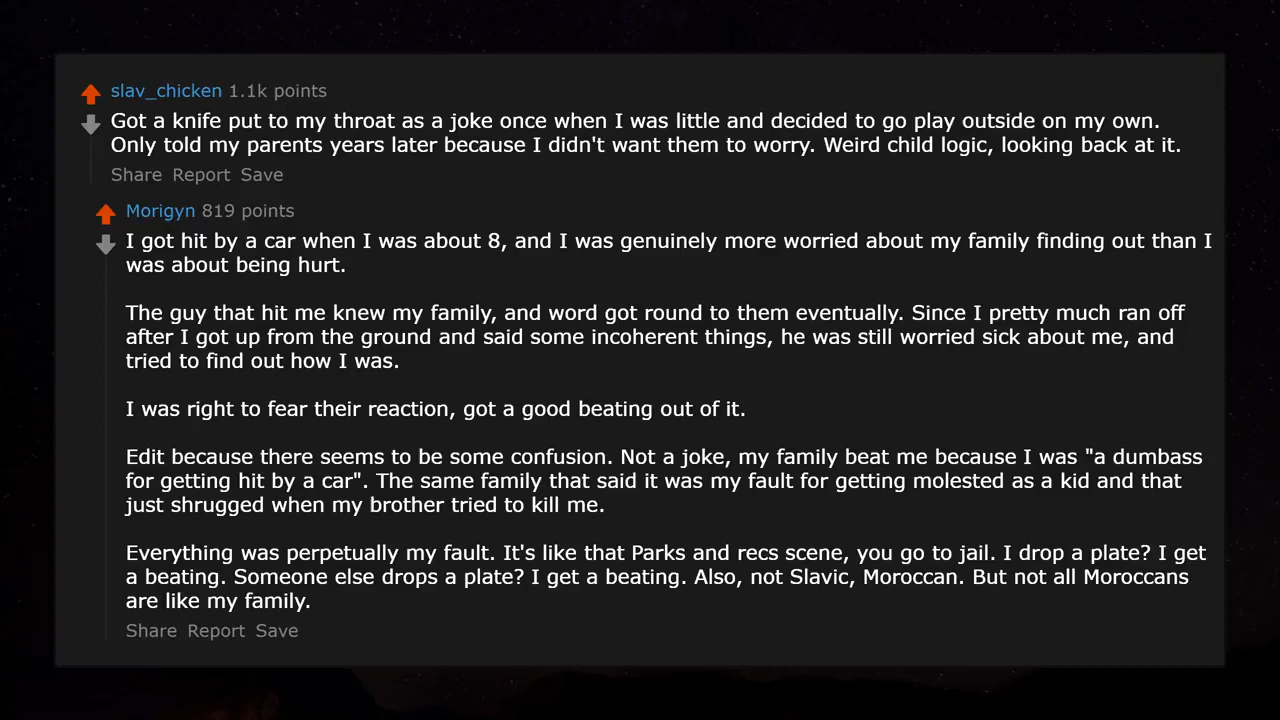 slav_chicken 1.1k points
Got a knife put to my throat as a joke once when I was little and decided to go play outside on my own.
Only told my parents years later because I didn't want them to worry. Weird child logic, looking back at it.
Share Report Save
Morigyn 819 points
I got hit by a car when I was about 8, and I was genuinely more worried about my family finding out than I
was about being hurt.
The guy that hit me knew my family, and word got round to them eventually. Since I pretty much ran off
after I got up from the ground and said some incoherent things, he was still worried sick about me, and
tried to find out how I was.
I was right to fear their reaction, got a good beating out of it.
Edit because there seems to be some confusion. Not a joke, my family beat me because I was "a dumbass
for getting hit by a car". The same family that said it was my fault for getting molested as a kid and that
just shrugged when my brother tried to kill me.
Everything was perpetually my fault. It's like that Parks and recs scene, you go to jail. I drop a plate? I get
a beating. Someone else drops a plate? I get a beating. Also, not Slavic, Moroccan. But not all Moroccans
are like my family.
Share Report Save